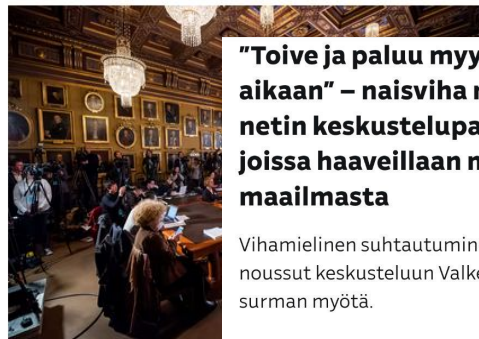 ”Toive ja paluu myy
aikaan” – naisviha
netin keskustelupa
joissa haaveillaan
maailmasta
Vihamielinen suhtautumin
noussut keskusteluun Valke
surman myötä.